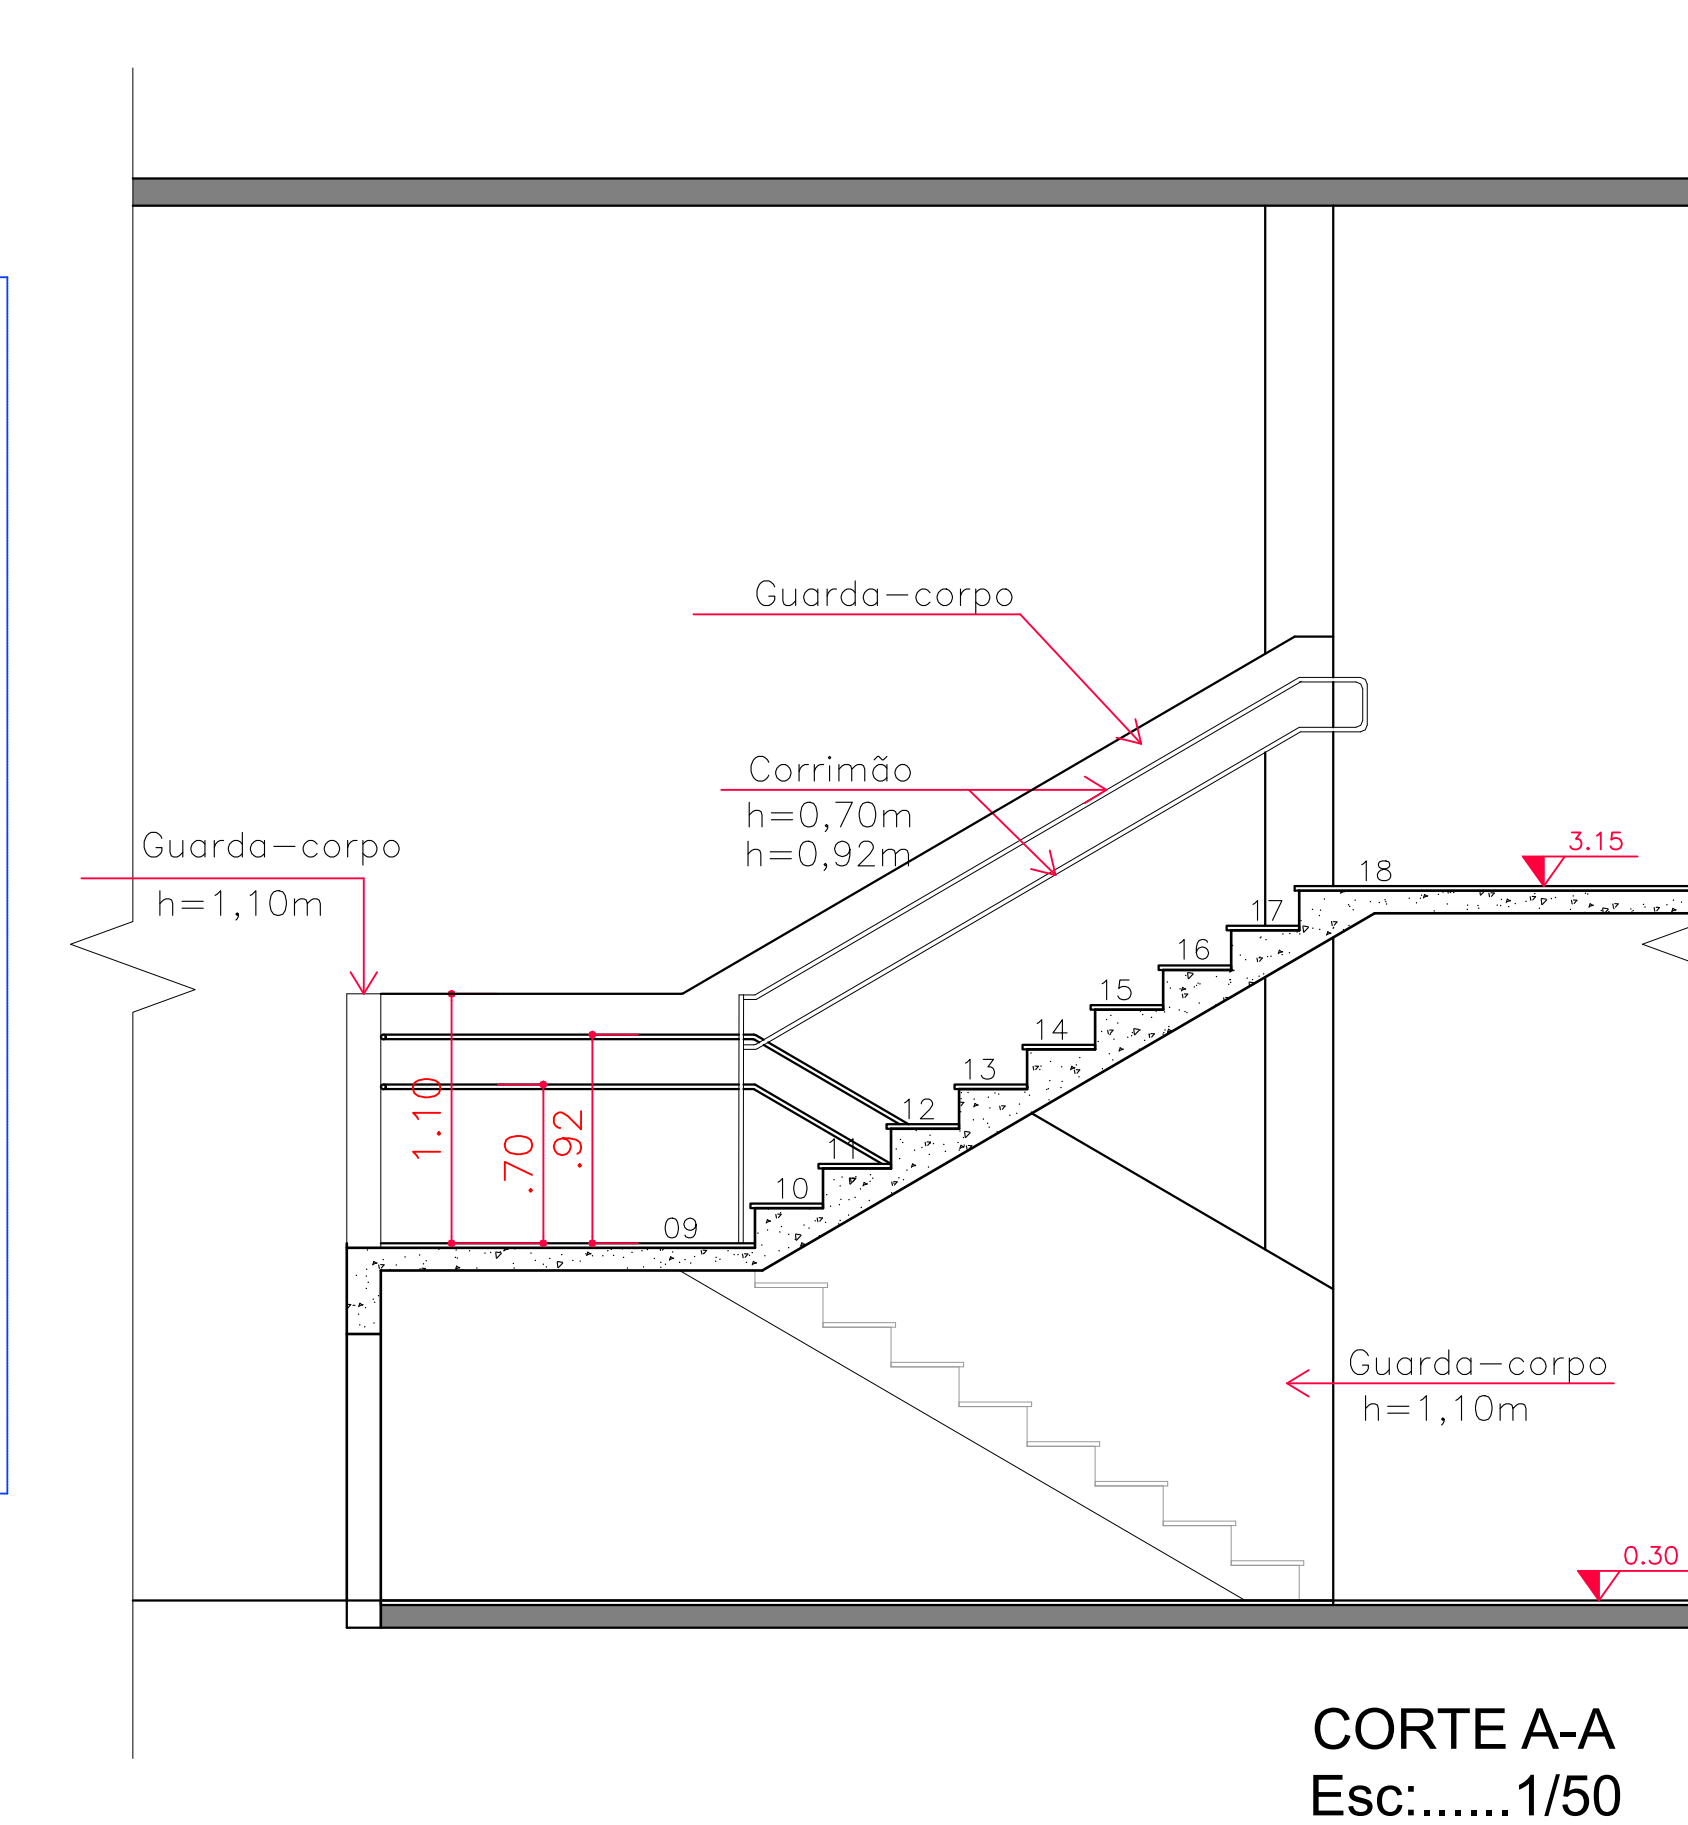 Guarda-corpo
Corrimão
h=0,70m
h=0,92m
Guarda-corpo
h=1,10m
3.15
18
17
16
15
14
13
12
11
10
09
1.10
.70
.92
Guarda-corpo
h=1,10m
0.30
CORTE A-A
Esc:......1/50